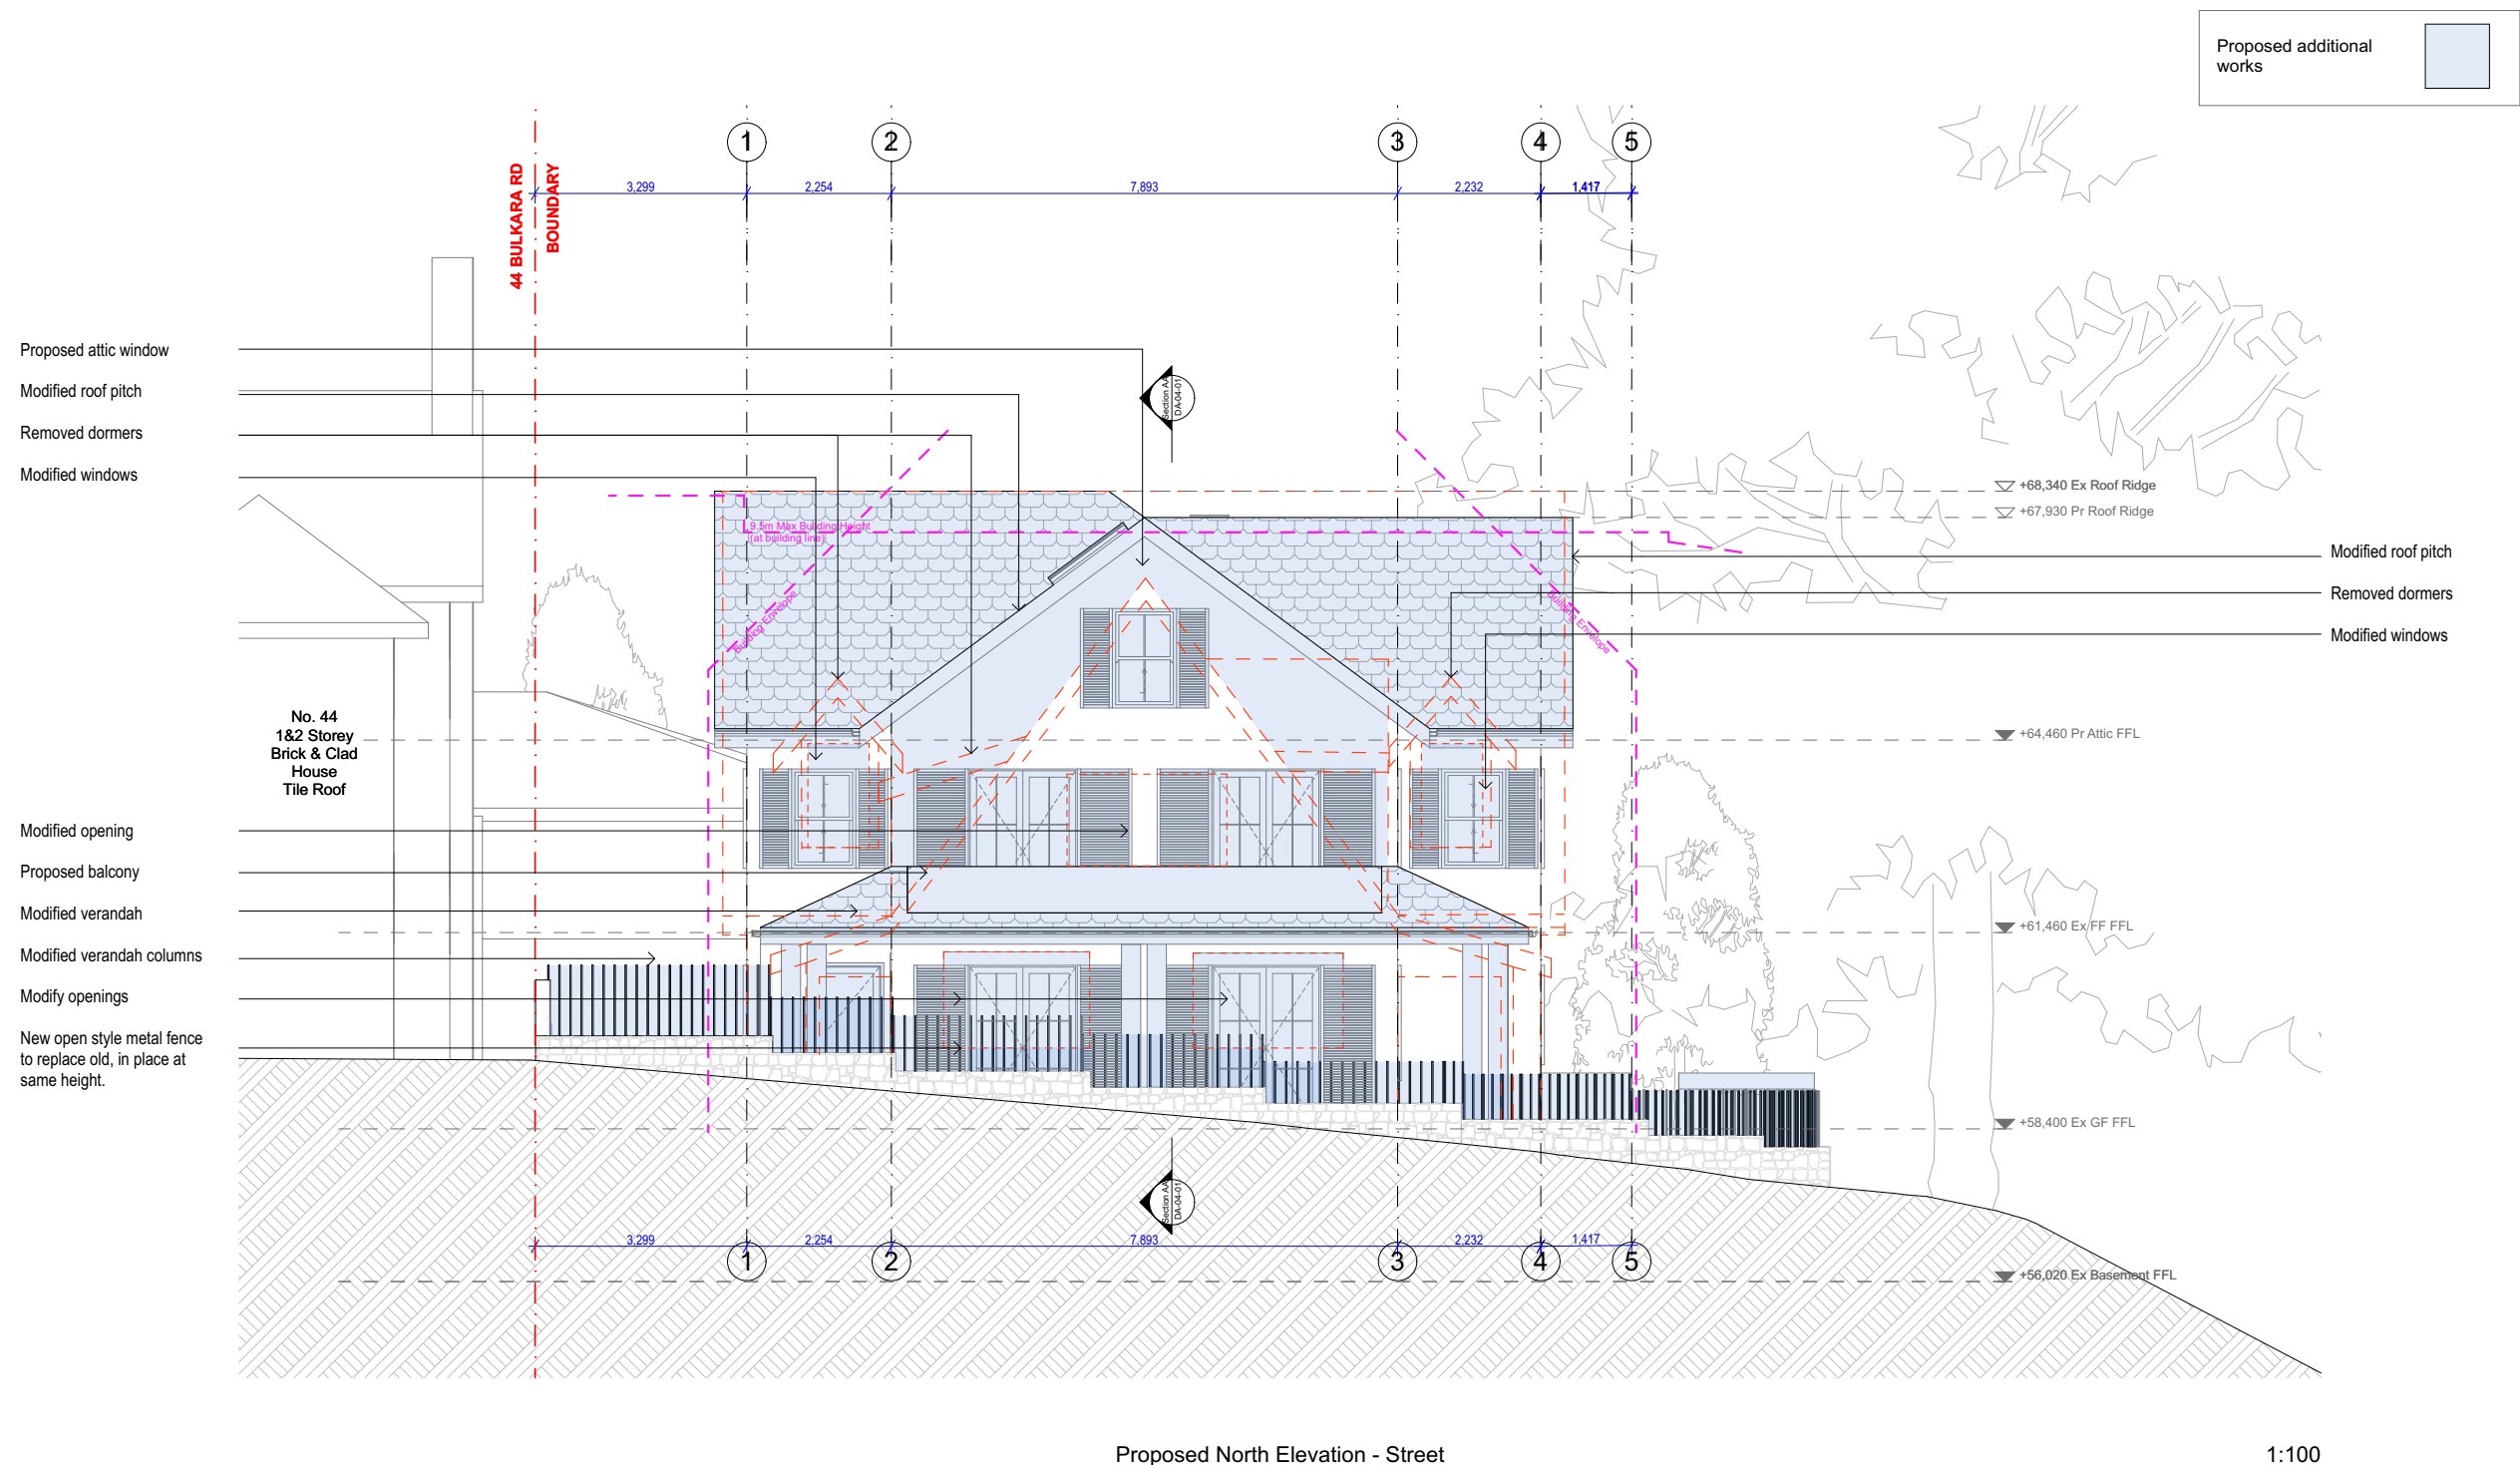 Proposed additional
works
1
2
3
4
5
44 BULKARA RD
BOUNDARY
3,299
2,254
7,893
2,232
1,417
Proposed attic window
Modified roof pitch
Removed dormers
Modified windows
Section AA
DA-04-01
+68,340 Ex Roof Ridge
+67,930 Pr Roof Ridge
9.5m Max Building Height
(at building line)
Building Envelope
Building Envelope
Modified roof pitch
Removed dormers
Modified windows
No. 44
1&2 Storey
Brick & Clad
House
Tile Roof
+64,460 Pr Attic FFL
Modified opening
Proposed balcony
Modified verandah
Modified verandah columns
Modify openings
New open style metal fence
to replace old, in place at
same height.
+61,460 Ex FF FFL
+58,400 Ex GF FFL
Section AA
DA-04-01
3,299
2,254
7,893
2,232
1,417
1
2
3
4
5
+56,020 Ex Basement FFL
Proposed North Elevation - Street
1:100